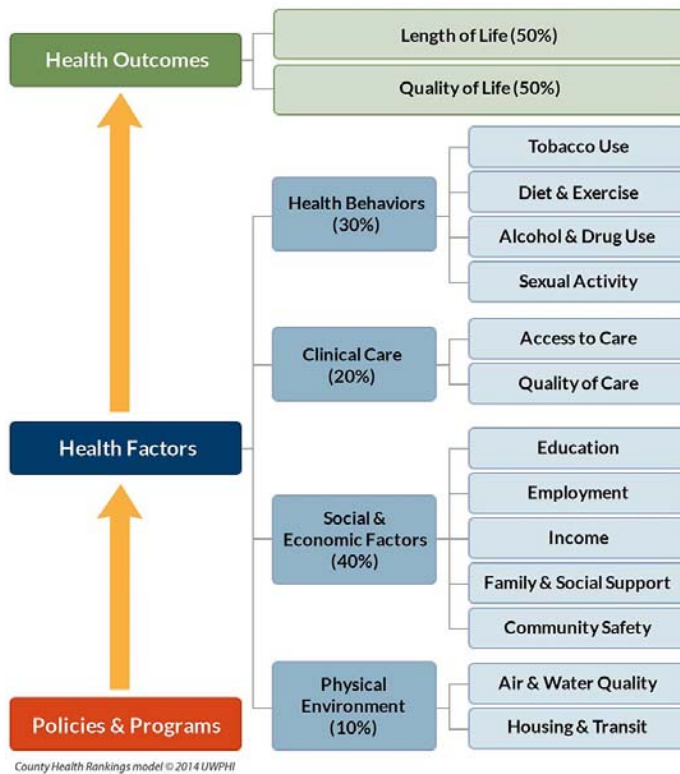 Health Outcomes
Length of Life (50%)
Quality of Life (50%)
Health Factors
Health Behaviors
(30%)
Tobacco Use
Diet & Exercise
Alcohol & Drug Use
Sexual Activity
Clinical Care
(20%)
Access to Care
Quality of Care
Social &
Economic Factors
(40%)
Education
Employment
Income
Family & Social Support
Community Safety
Physical
Environment
(10%)
Air & Water Quality
Housing & Transit
Policies & Programs
County Health Rankings model © 2014 UWPHI